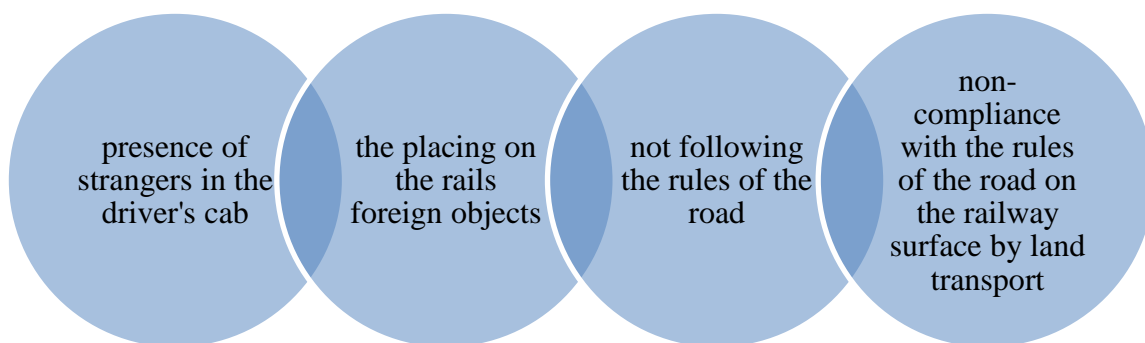 presence of
strangers in the
driver's cab
the placing on
the rails
foreign objects
not following
the rules of the
road
non-
compliance
with the rules
of the road on
the railway
surface by land
transport